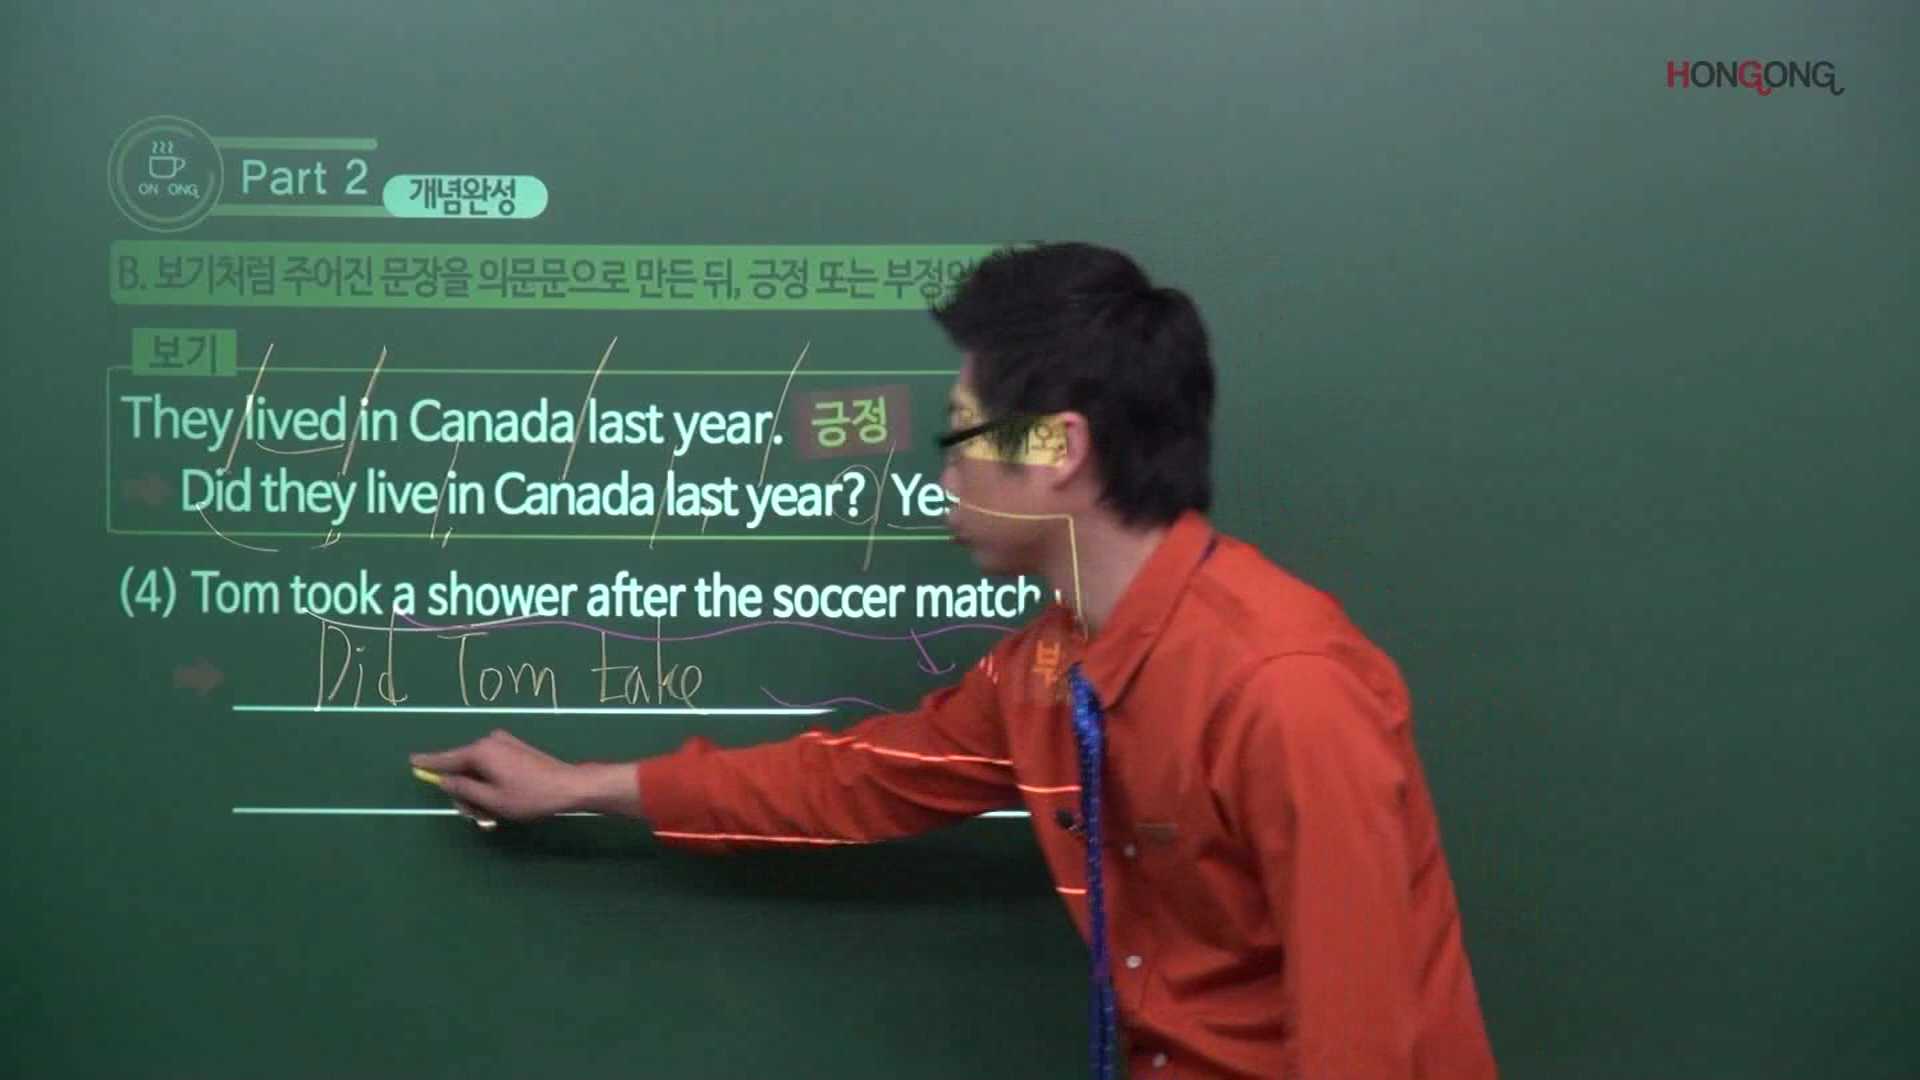 HONGONG
ON ONG
Part 2
개념완성
B. 보기처럼 주어진 문장을 의문문으로 만든 뒤, 긍정 또는
보기
They lived in Canada last year. 긍정
Did they live in Canada last year? Yes
(4) Tom took a shower after the soccer match
Did Tom take